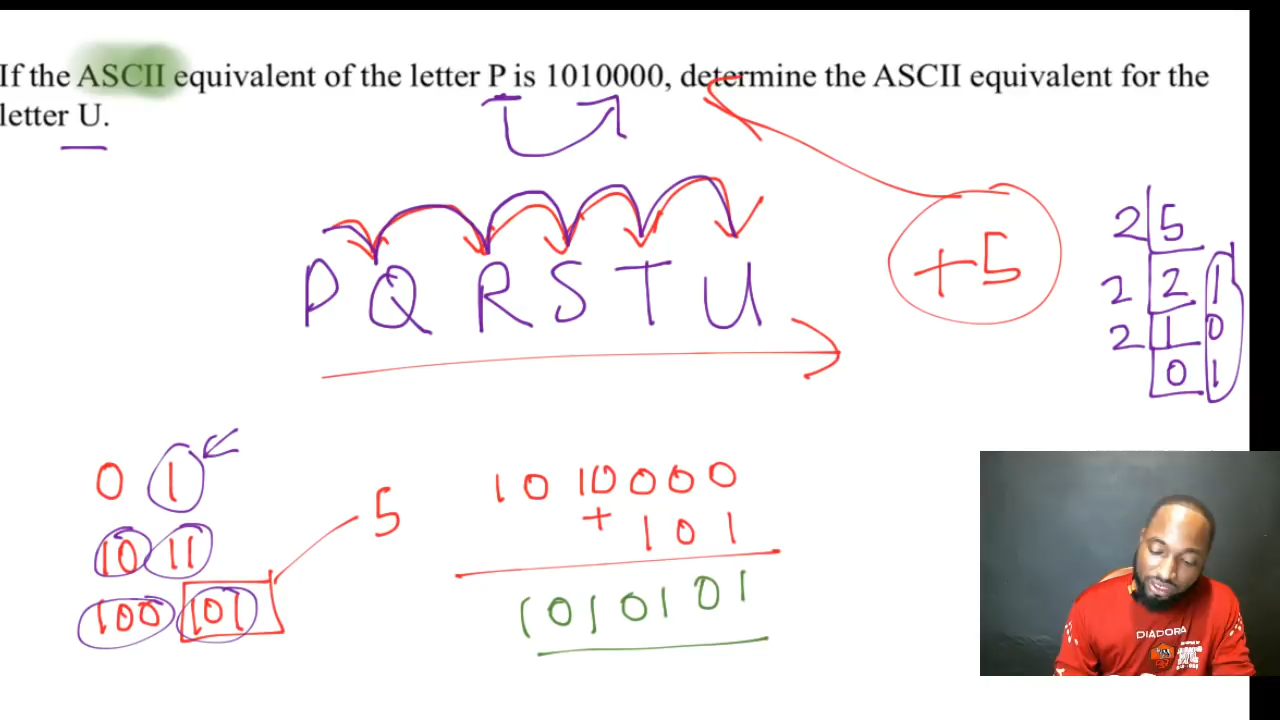 If the ASCII equivalent of the letter P is 1010000, determine the ASCII equivalent for the
letter U.
P Q R S T U
+5
2 5
2 2 1
2 1 0
0 1
0 1
10 11
100 101
5
1010000
+ 101
1010101
DIADORA